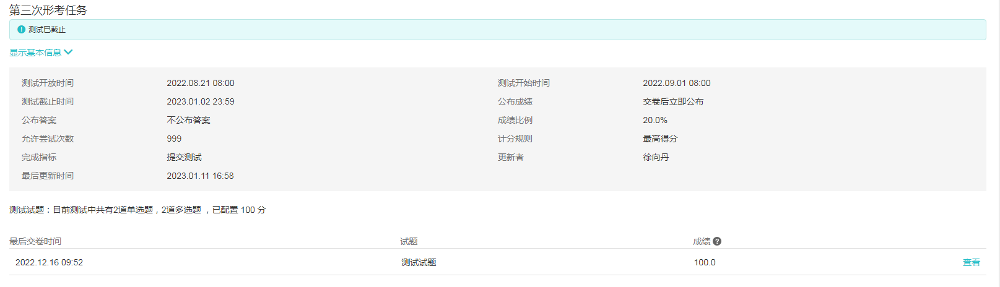 第三次形考任务
测试已截止
显示基本信息
测试开放时间 2022.08.21 08:00 测试开始时间 2022.09.01 08:00
测试截止时间 2023.01.02 23:59 公布成绩 交卷后立即公布
公布答案 不公布答案 成绩比例 20.0%
允许尝试次数 999 计分规则 最高得分
完成指标 提交测试 更新者 徐向丹
最后更新时间 2023.01.11 16:58
测试试题：目前测试中共有2道单选题，2道多选题 ，已配置 100 分
最后交卷时间 试题 成绩
2022.12.16 09:52 测试试题 100.0 查看